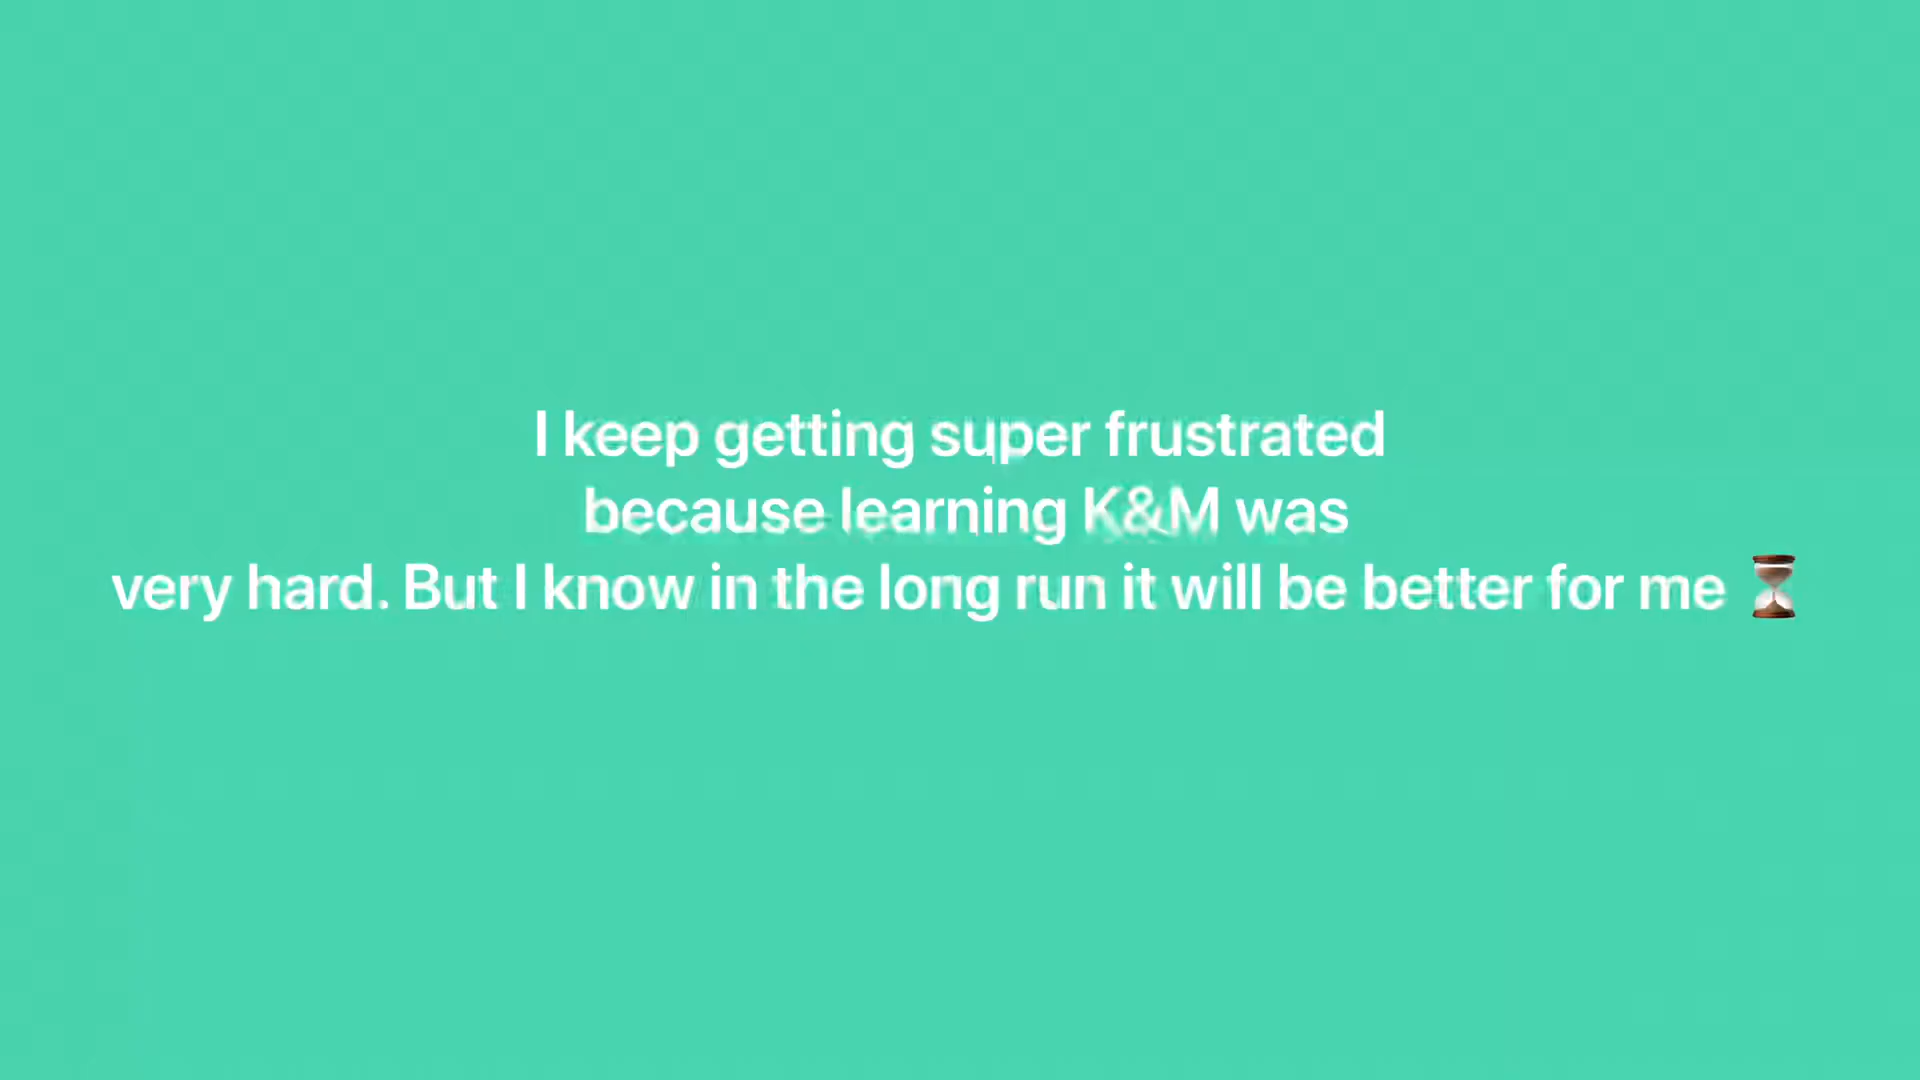 I keep getting super frustrated
because learning K&M was
very hard. But I know in the long run it will be better for me ⏳